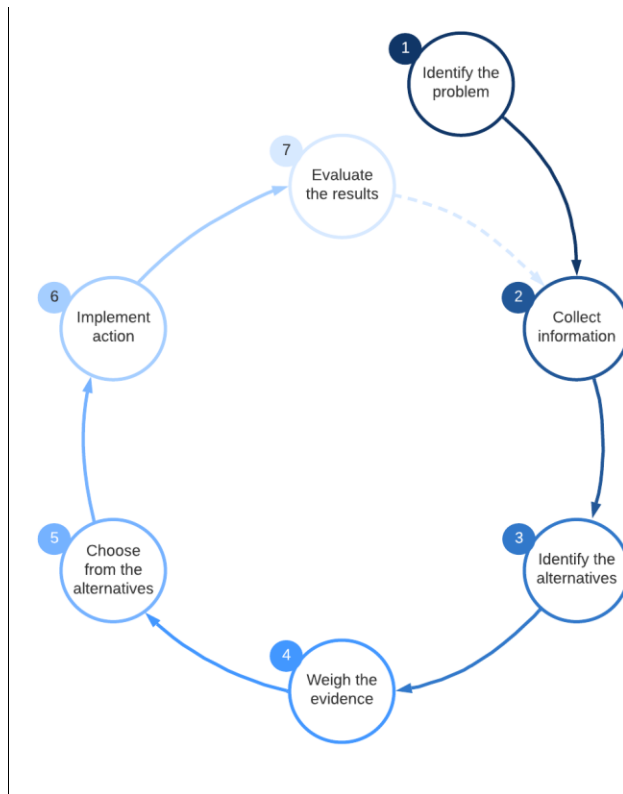 1
Identify the
problem
2
Collect
information
3
Identify the
alternatives
4
Weigh the
evidence
5
Choose
from the
alternatives
6
Implement
action
7
Evaluate
the results